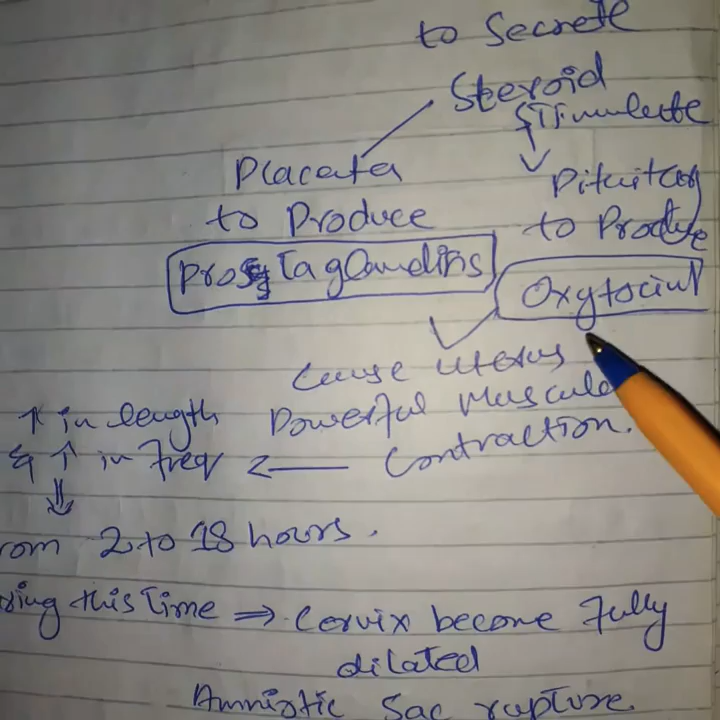 to Secrete
Steroid
Stimulate
Placenta
Pituitary
to Produce
to Produce
Prostaglandins
Oxytocin
Cause uterus
↑ in length
Powerful Muscular
& ↑ in freq
Contraction.
rom 2 to 18 hours.
ring this Time ⇒ Cervix become fully
dilated
Amniotic Sac rupture.